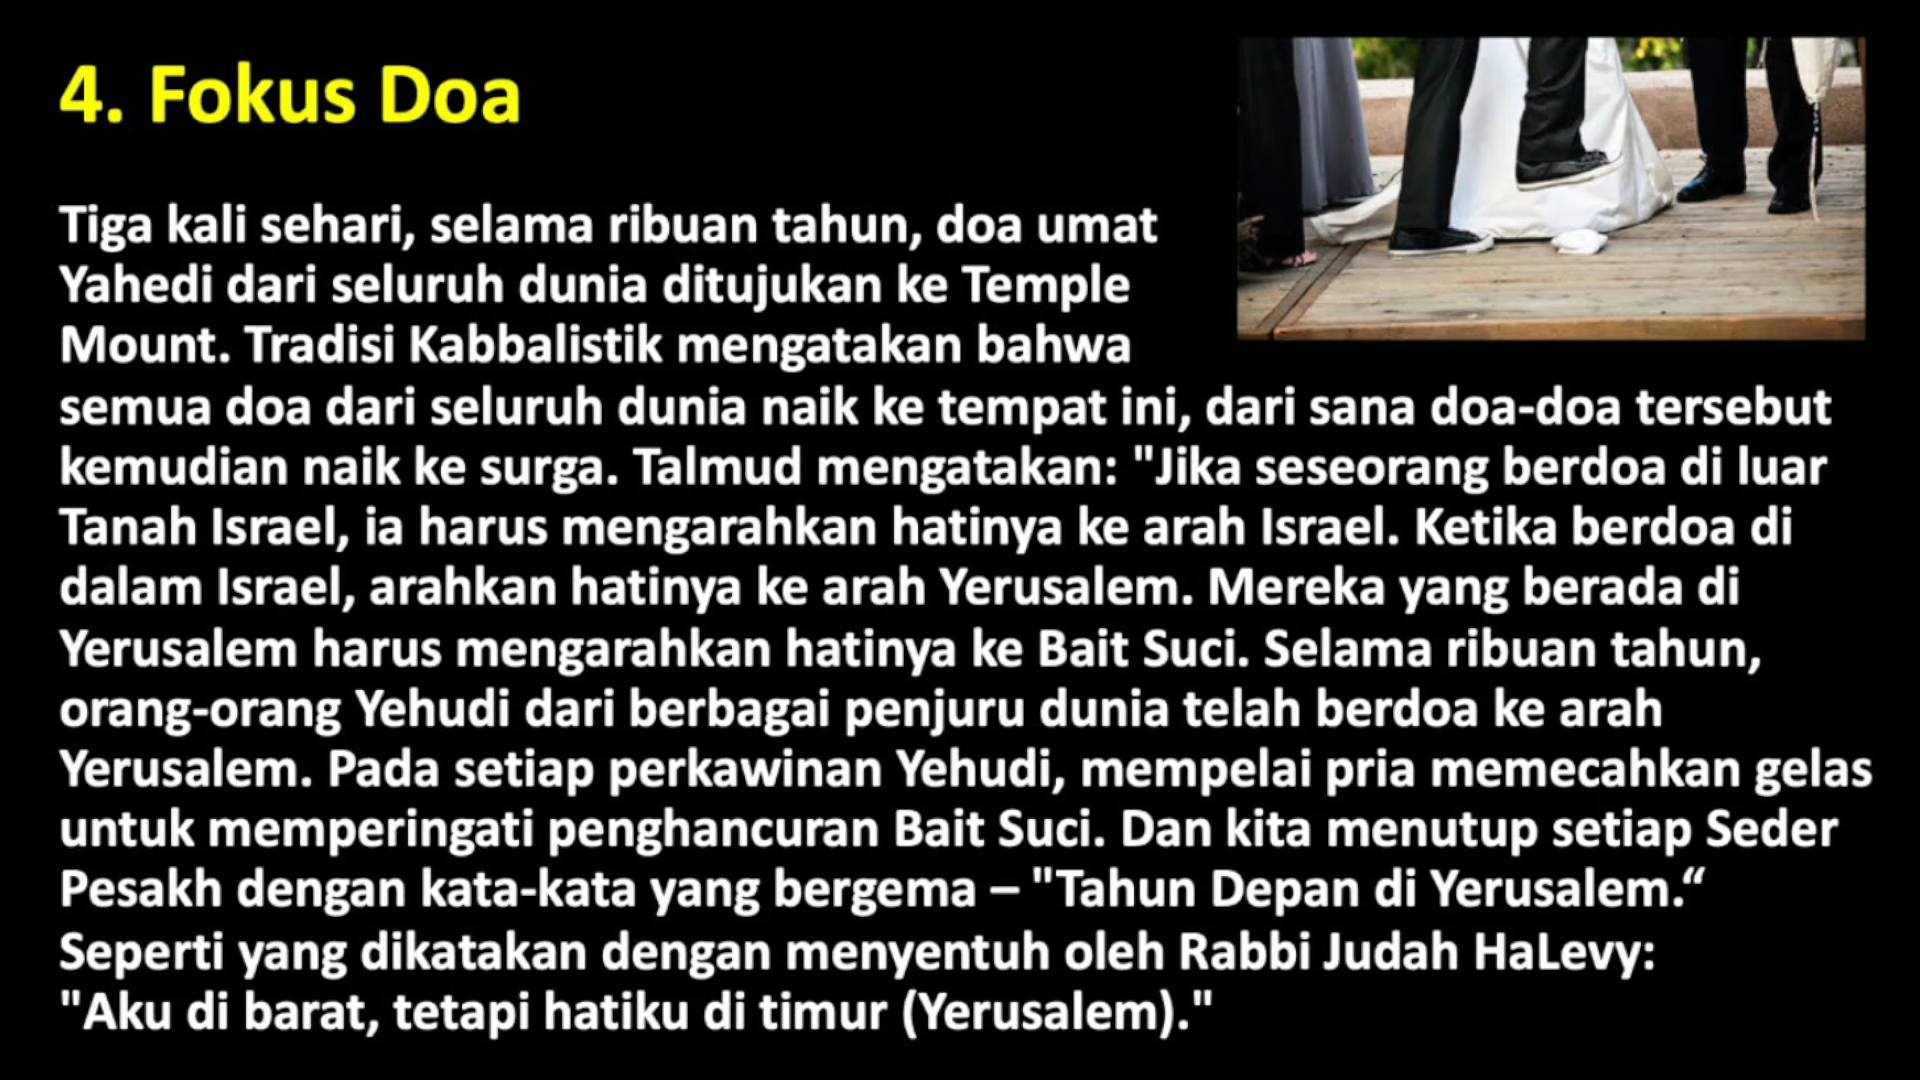 4. Fokus Doa
Tiga kali sehari, selama ribuan tahun, doa umat
Yahedi dari seluruh dunia ditujukan ke Temple
Mount. Tradisi Kabbalistik mengatakan bahwa
semua doa dari seluruh dunia naik ke tempat ini, dari sana doa-doa tersebut
kemudian naik ke surga. Talmud mengatakan: "Jika seseorang berdoa di luar
Tanah Israel, ia harus mengarahkan hatinya ke arah Israel. Ketika berdoa di
dalam Israel, arahkan hatinya ke arah Yerusalem. Mereka yang berada di
Yerusalem harus mengarahkan hatinya ke Bait Suci. Selama ribuan tahun,
orang-orang Yehudi dari berbagai penjuru dunia telah berdoa ke arah
Yerusalem. Pada setiap perkawinan Yehudi, mempelai pria memecahkan gelas
untuk memperingati penghancuran Bait Suci. Dan kita menutup setiap Seder
Pesakh dengan kata-kata yang bergema – "Tahun Depan di Yerusalem.“
Seperti yang dikatakan dengan menyentuh oleh Rabbi Judah HaLevy:
"Aku di barat, tetapi hatiku di timur (Yerusalem)."